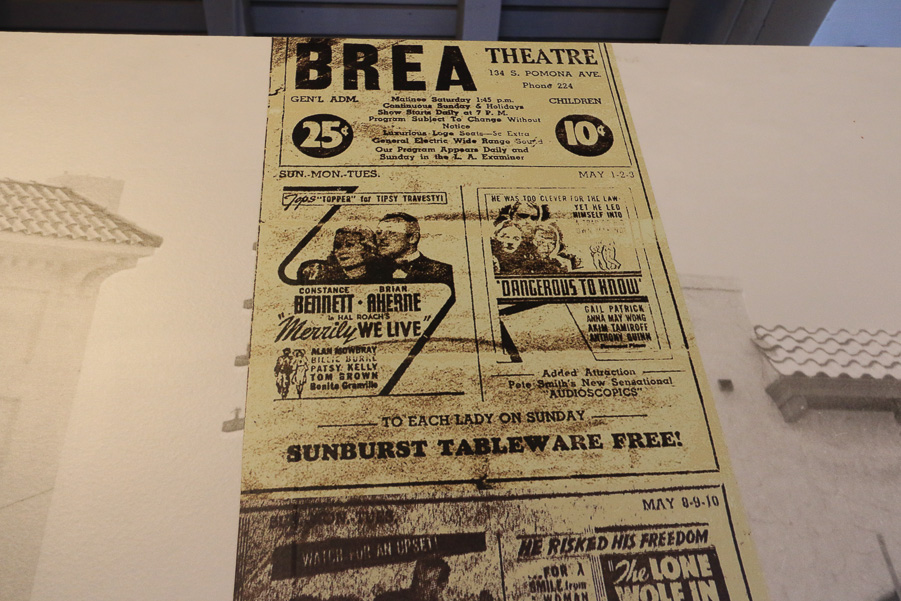 BREA
THEATRE
134 S. POMONA AVE.
Phone 224
GEN'L ADM.
25¢
Matinee Saturday 1:45 p.m.
Continuous Sunday & Holidays
Show Starts Daily at 7 P.M.
Program Subject To Change Without
Notice
Luxurious Loge Seats—5c Extra
General Electric Wide Range Sound
Our Program Appears Daily and
Sunday in the L. A. Examiner
CHILDREN
10¢
SUN.-MON.-TUES.
MAY 1-2-3
Tops "TOPPER" for TIPSY TRAVESTY!
CONSTANCE BRIAN
BENNETT • AHERNE
in HAL ROACH'S
"Merrily WE LIVE"
ALAN MOWBRAY
BILLIE BURKE
PATSY KELLY
TOM BROWN
Bonita Granville
HE WAS TOO CLEVER FOR THE LAW-
YET HE LED
HIMSELF INTO
'DANGEROUS TO KNOW'
GAIL PATRICK
ANNA MAY WONG
AKIM TAMIROFF
ANTHONY QUINN
Added Attraction
Pete Smith's New Sensational
"AUDIOSCOPICS"
TO EACH LADY ON SUNDAY
SUNBURST TABLEWARE FREE!
SUN.-MON.-TUES.
MAY 8-9-10
WATCH FOR AN UPSET!
HE RISKED HIS FREEDOM
FOR A
SMILE from
WOMAN
"The LONE
WOLF IN